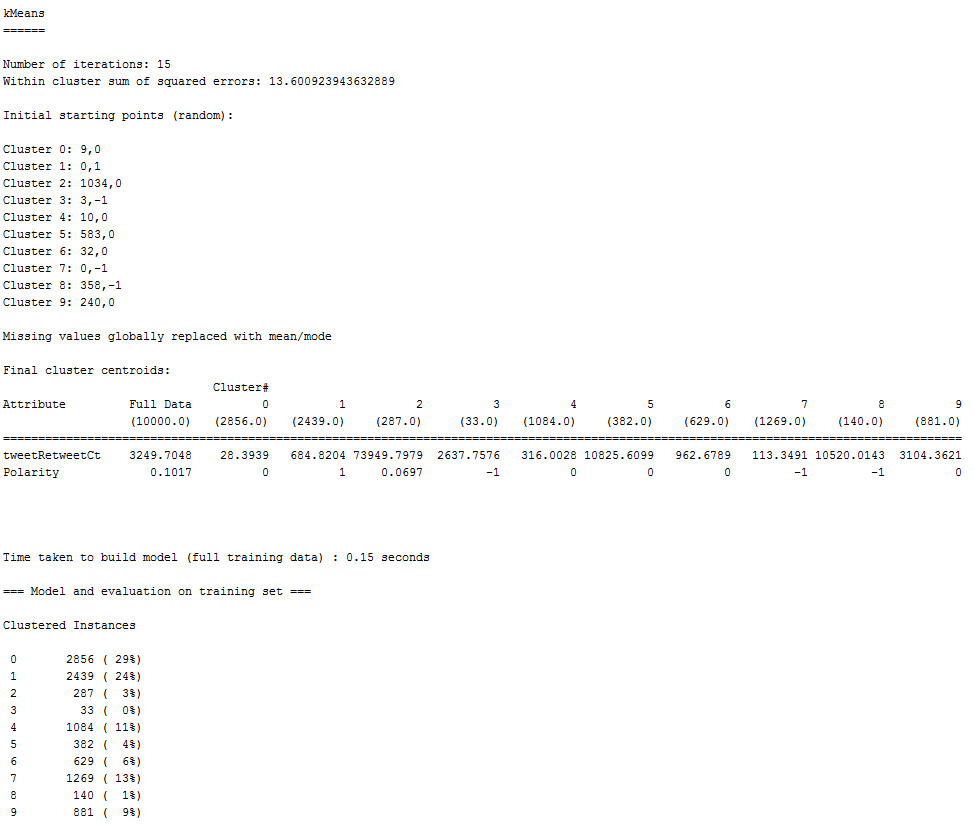 kMeans
======
Number of iterations: 15
Within cluster sum of squared errors: 13.600923943632889
Initial starting points (random):
Cluster 0: 9,0
Cluster 1: 0,1
Cluster 2: 1034,0
Cluster 3: 3,-1
Cluster 4: 10,0
Cluster 5: 583,0
Cluster 6: 32,0
Cluster 7: 0,-1
Cluster 8: 358,-1
Cluster 9: 240,0
Missing values globally replaced with mean/mode
Final cluster centroids:
Cluster#
Attribute Full Data 0 1 2 3 4 5 6 7 8 9
(10000.0) (2856.0) (2439.0) (287.0) (33.0) (1084.0) (382.0) (629.0) (1269.0) (140.0) (881.0)
==========================================================================================================================================
tweetRetweetCt 3249.7048 28.3939 684.8204 73949.7979 2637.7576 316.0028 10825.6099 962.6789 113.3491 10520.0143 3104.3621
Polarity 0.1017 0 1 0.0697 -1 0 0 0 -1 -1 0
Time taken to build model (full training data) : 0.15 seconds
=== Model and evaluation on training set ===
Clustered Instances
0 2856 ( 29%)
1 2439 ( 24%)
2 287 ( 3%)
3 33 ( 0%)
4 1084 ( 11%)
5 382 ( 4%)
6 629 ( 6%)
7 1269 ( 13%)
8 140 ( 1%)
9 881 ( 9%)